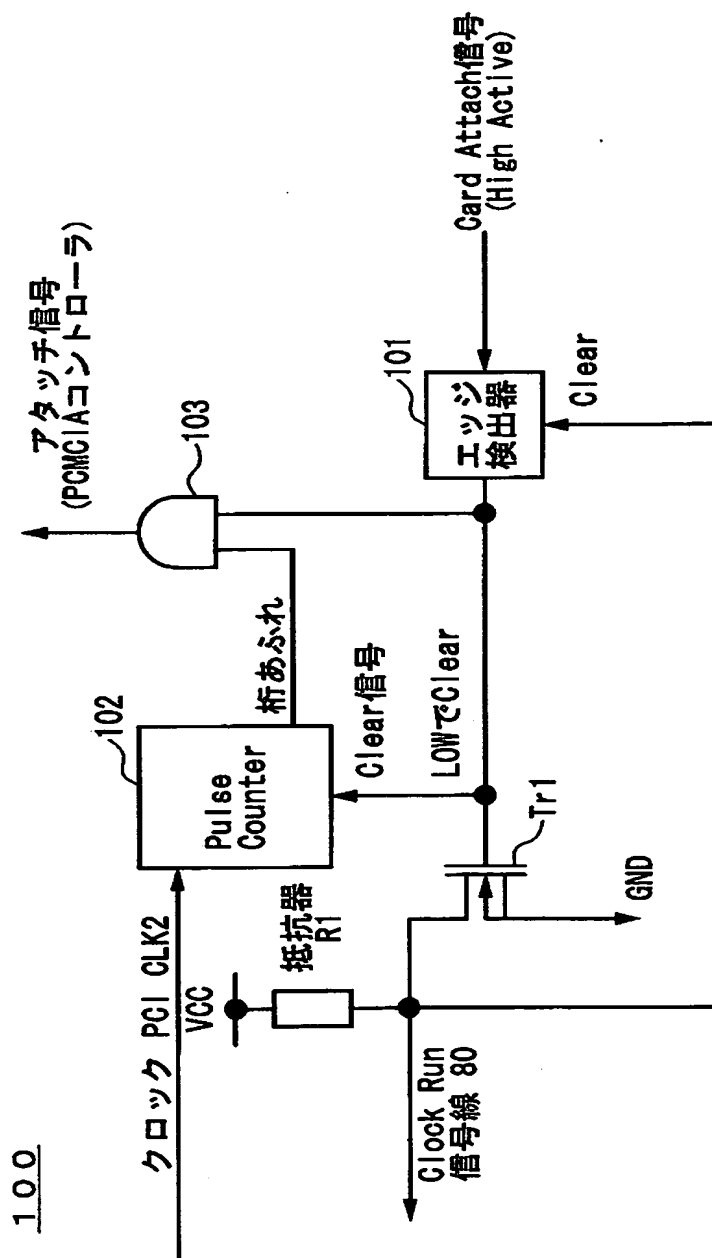 100
アタッチ信号
(PCMCIAコントローラ)
103
クロック PCI CLK2
102
Pulse
Counter
桁あふれ
VCC
抵抗器
R1
Clear信号
LOWでClear
101
エッジ
検出器
Card Attach信号
(High Active)
Clear
Tr1
GND
Clock Run
信号線 80